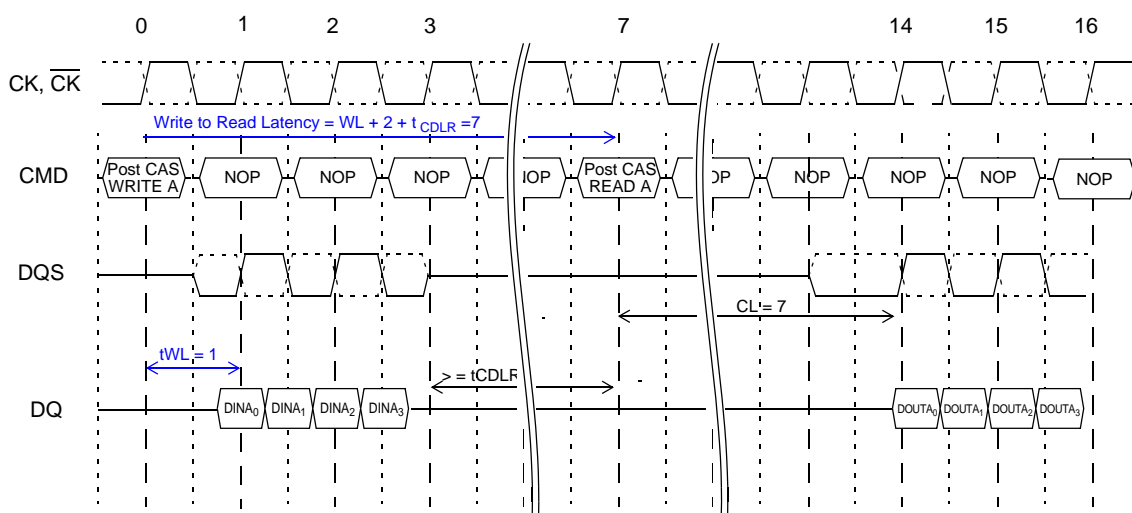 0 1 2 3 7 14 15 16
CK, CK
Write to Read Latency = WL + 2 + t CDLR =7
CMD
Post CAS
WRITE A
NOP
NOP
NOP
NOP
Post CAS
READ A
OP
NOP
NOP
NOP
NOP
DQS
CL = 7
tWL = 1
> = tCDLR
DQ
DINA0
DINA1
DINA2
DINA3
DOUTA0
DOUTA1
DOUTA2
DOUTA3